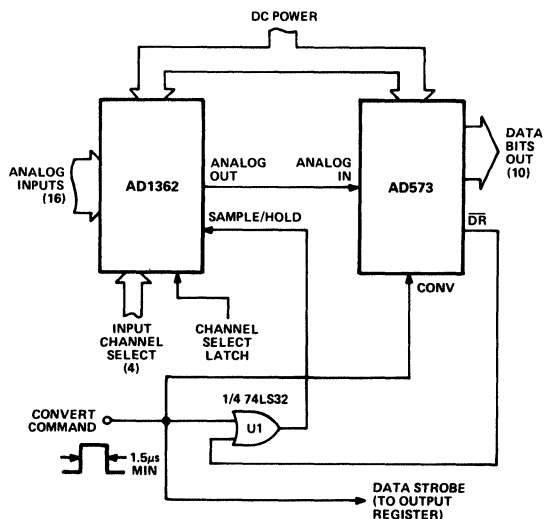 DC POWER
ANALOG
INPUTS
(16)
AD1362
ANALOG
OUT
ANALOG
IN
AD573
DATA
BITS
OUT
(10)
SAMPLE/HOLD
DR
CONV
INPUT
CHANNEL
SELECT
(4)
CHANNEL
SELECT
LATCH
1/4 74LS32
CONVERT
COMMAND
U1
1.5μs
MIN
DATA STROBE
(TO OUTPUT
REGISTER)